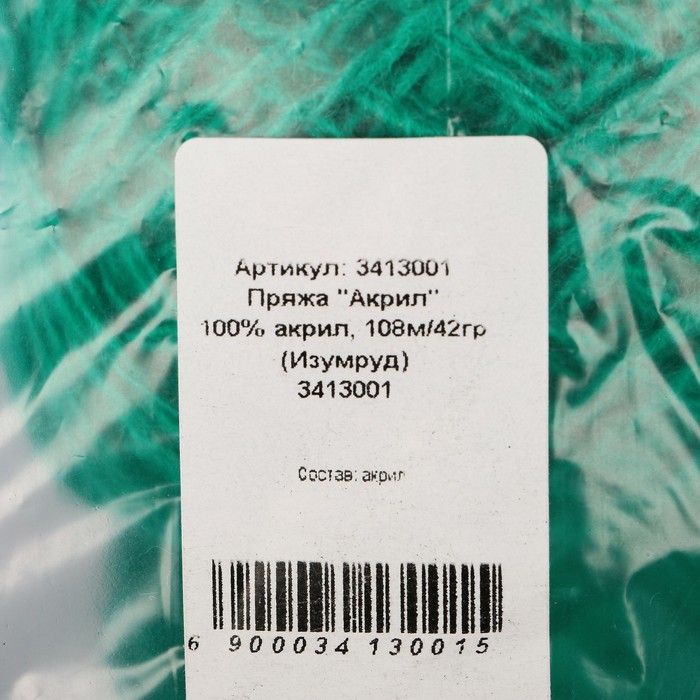 Артикул: 3413001
Пряжа "Акрил"
100% акрил, 108м/42гр
(Изумруд)
3413001
Состав: акрил
6 900034 130015